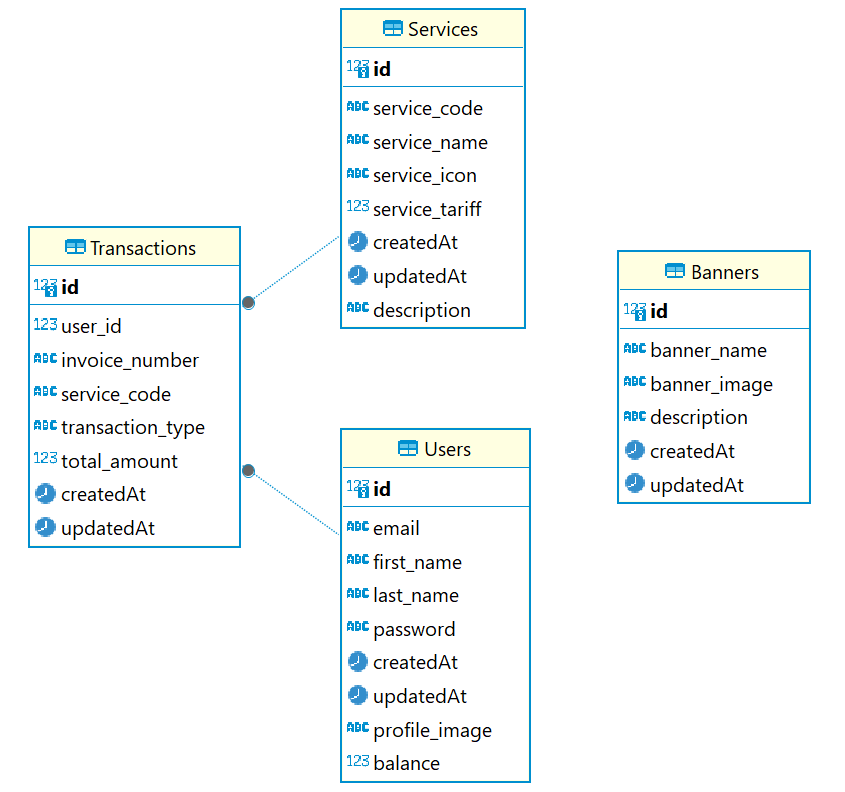 Services
123 id
ABC service_code
ABC service_name
ABC service_icon
123 service_tariff
createdAt
updatedAt
ABC description
Transactions
123 id
123 user_id
ABC invoice_number
ABC service_code
ABC transaction_type
123 total_amount
createdAt
updatedAt
Banners
123 id
ABC banner_name
ABC banner_image
ABC description
createdAt
updatedAt
Users
123 id
ABC email
ABC first_name
ABC last_name
ABC password
createdAt
updatedAt
ABC profile_image
123 balance